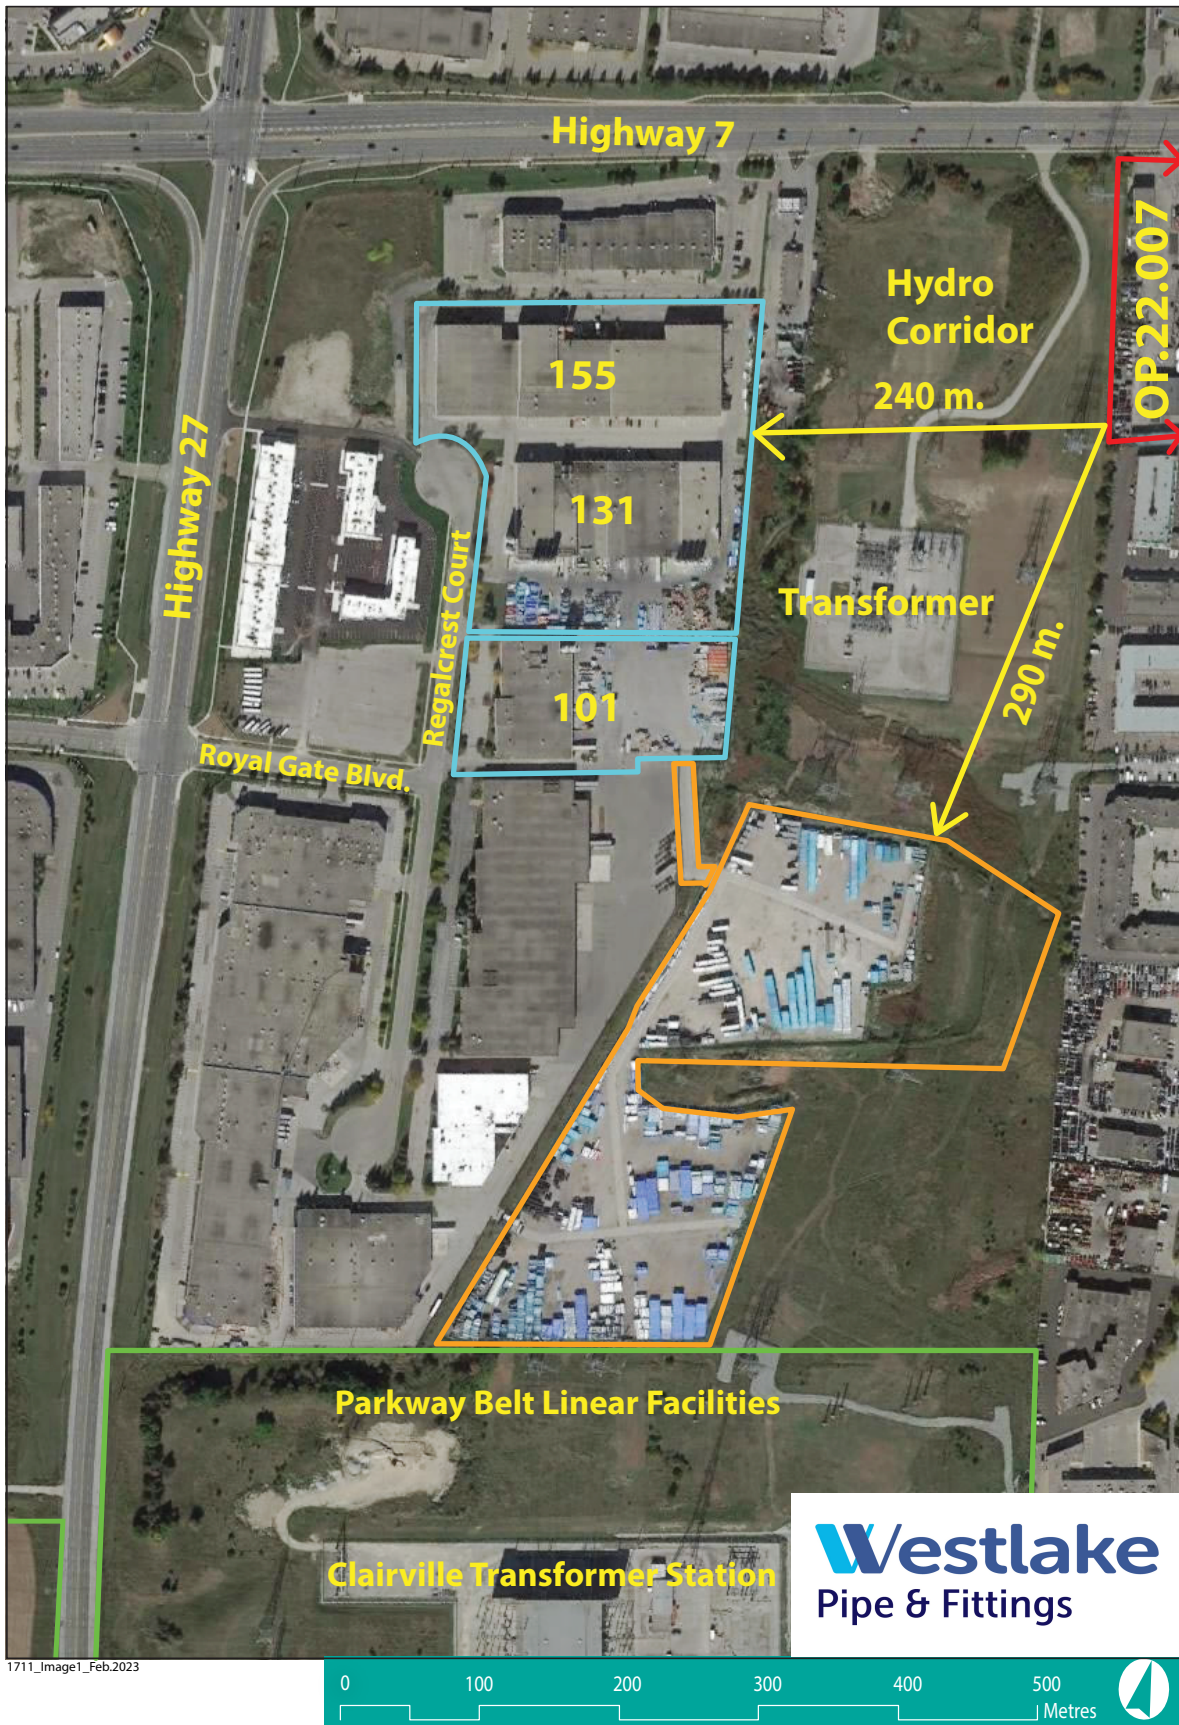 Highway 7
OP.22.007
Hydro
Corridor
155
240 m.
Highway 27
131
Regalcrest Court
Transformer
290 m.
101
Royal Gate Blvd.
Parkway Belt Linear Facilities
Clairville Transformer Station
Westlake
Pipe & Fittings
1711_Image1_Feb.2023
0 100 200 300 400 500
Metres